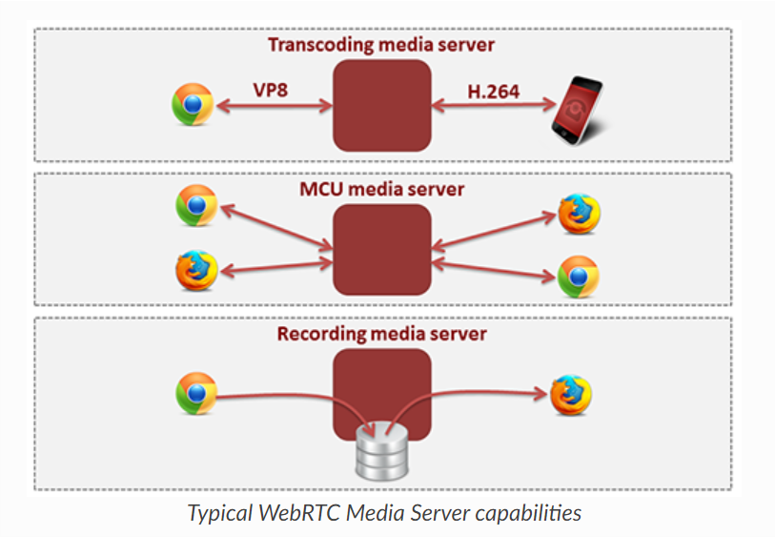 Transcoding media server
VP8
H.264
MCU media server
Recording media server
Typical WebRTC Media Server capabilities